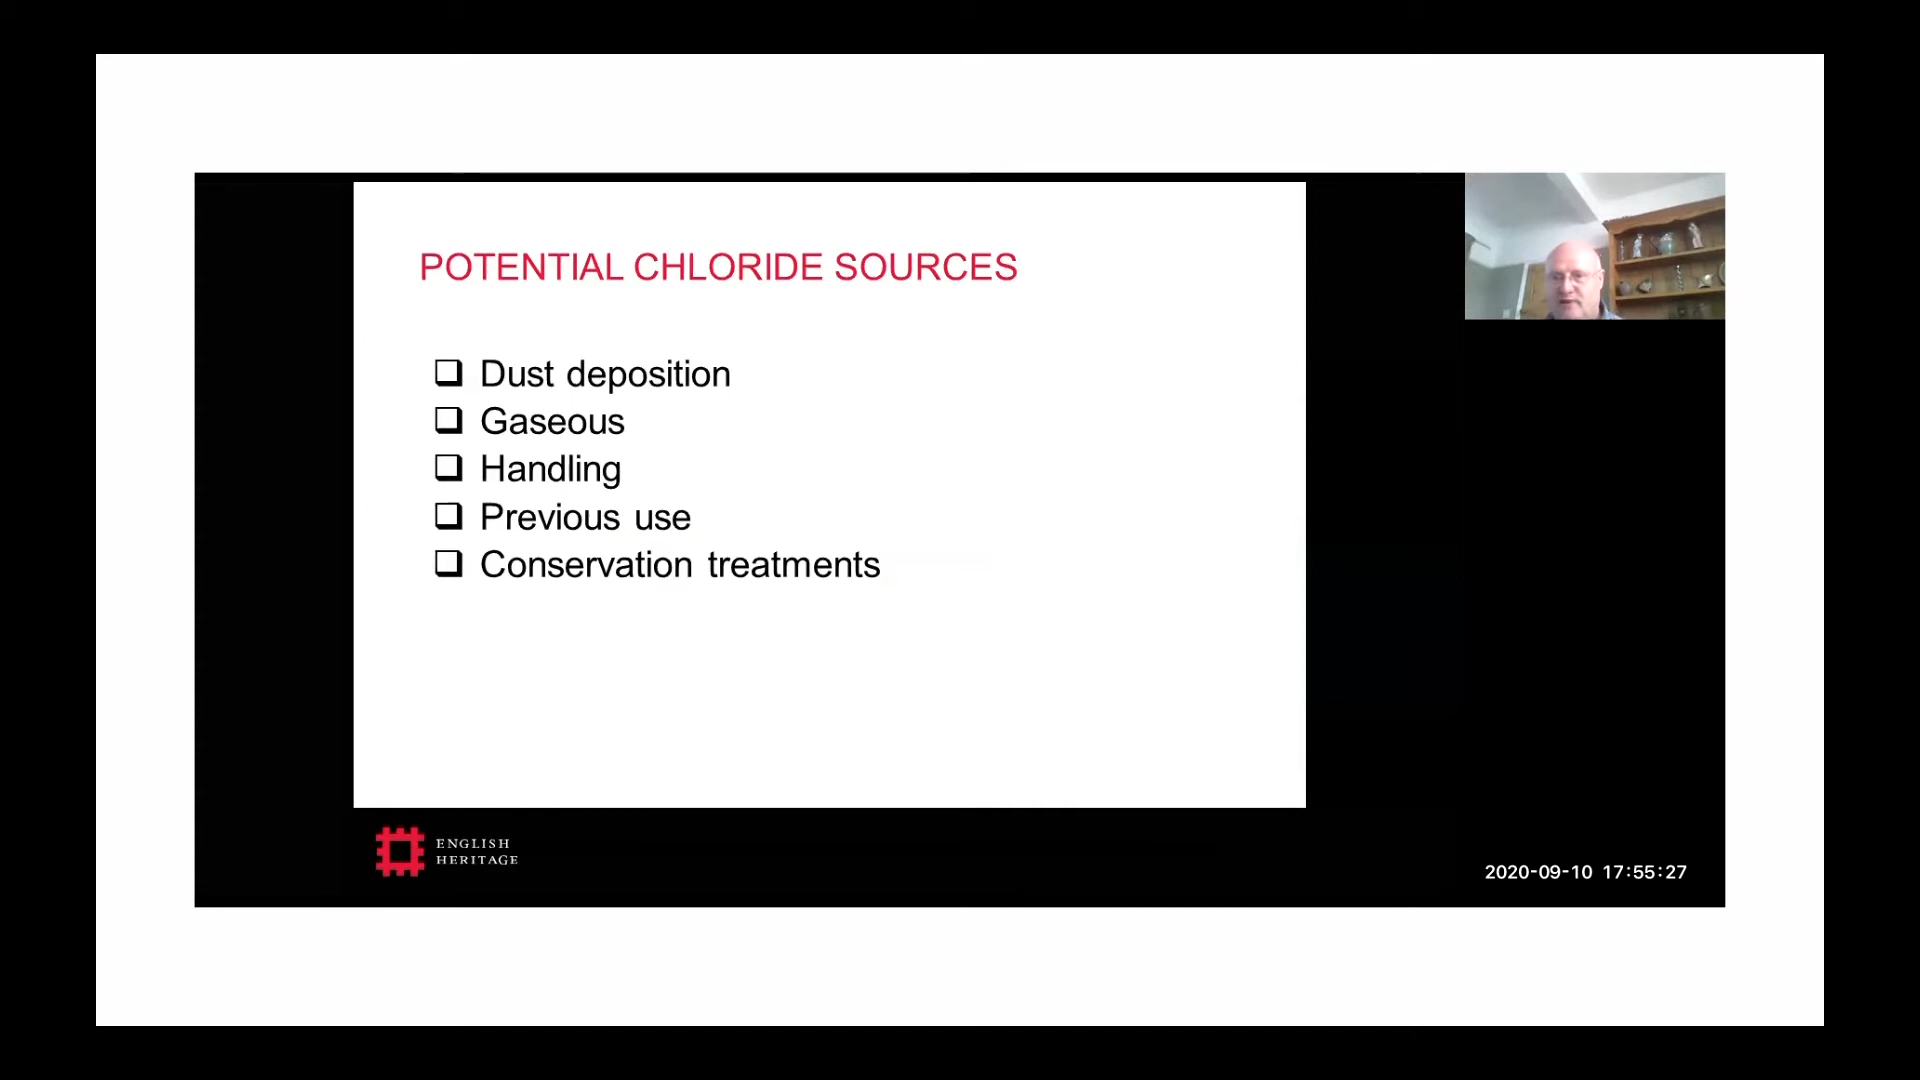 POTENTIAL CHLORIDE SOURCES
Dust deposition
Gaseous
Handling
Previous use
Conservation treatments
ENGLISH
HERITAGE
2020-09-10 17:55:27